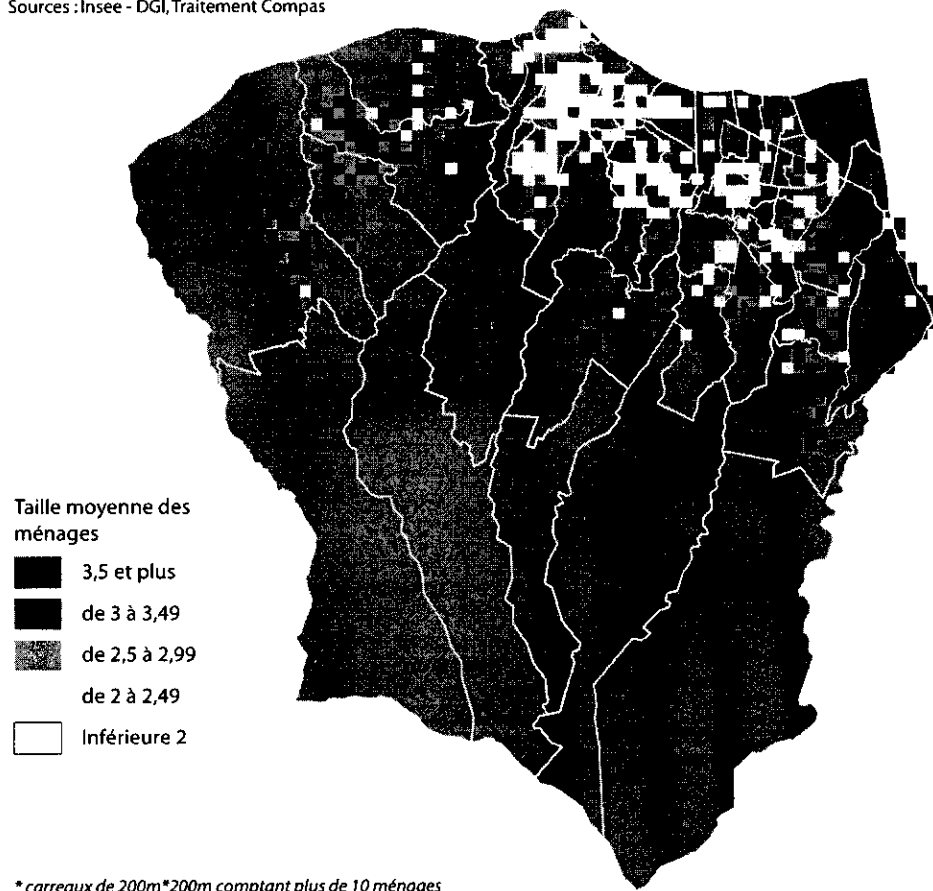 Sources : Insee - DGI, Traitement Compas
Taille moyenne des
ménages
3,5 et plus
de 3 à 3,49
de 2,5 à 2,99
de 2 à 2,49
Inférieure 2
* carreaux de 200m*200m comptant plus de 10 ménages